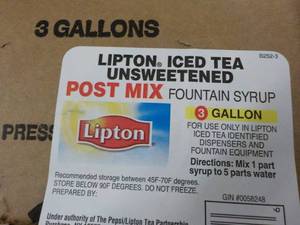 3 GALLONS
B252-3
LIPTON® ICED TEA
UNSWEETENED
POST MIX FOUNTAIN SYRUP
3 GALLON
FOR USE ONLY IN LIPTON
ICED TEA IDENTIFIED
DISPENSERS AND
FOUNTAIN EQUIPMENT
PRESS
Lipton
Directions: Mix 1 part
syrup to 5 parts water
Recommended storage between 45F-70F degrees.
STORE BELOW 90F DEGREES. DO NOT FREEZE.
PREPARED BY:
GIN #0058248
Under authority of The Pepsi/Lipton Tea Partnership